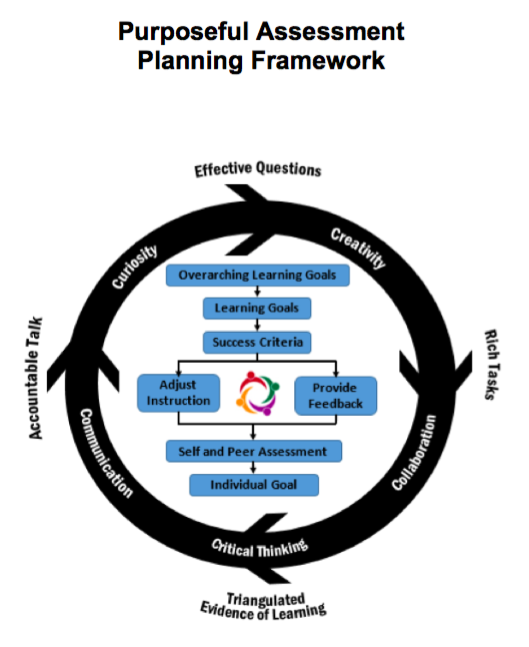 Purposeful Assessment
Planning Framework
Effective Questions
Creativity
Curiosity
Overarching Learning Goals
Learning Goals
Success Criteria
Adjust
Instruction
Provide
Feedback
Self and Peer Assessment
Individual Goal
Accountable Talk
Rich Tasks
Communication
Collaboration
Critical Thinking
Triangulated
Evidence of Learning